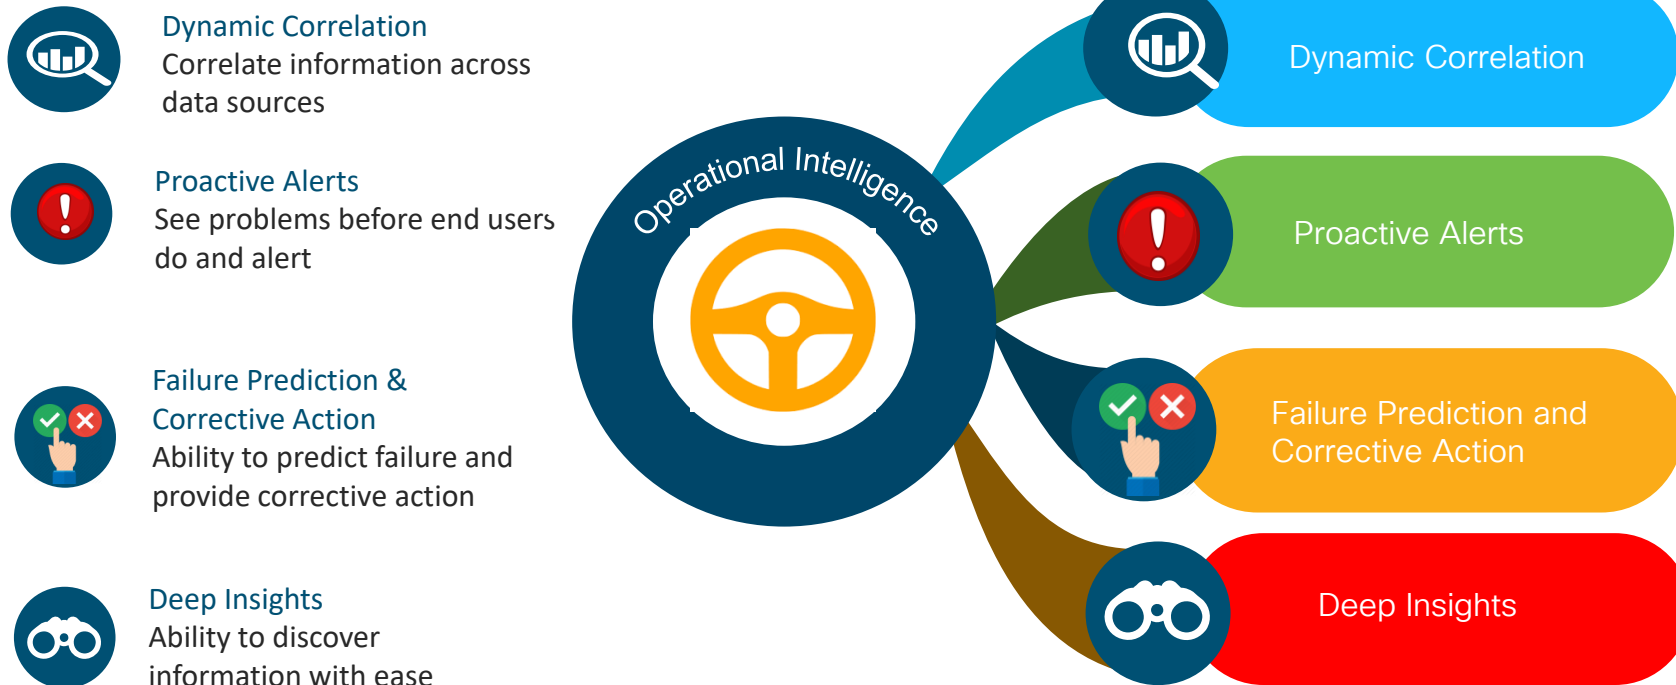 Dynamic Correlation
Correlate information across
data sources
Proactive Alerts
See problems before end users
do and alert
Failure Prediction &
Corrective Action
Ability to predict failure and
provide corrective action
Deep Insights
Ability to discover
information with ease
Operational Intelligence
Dynamic Correlation
Proactive Alerts
Failure Prediction and
Corrective Action
Deep Insights